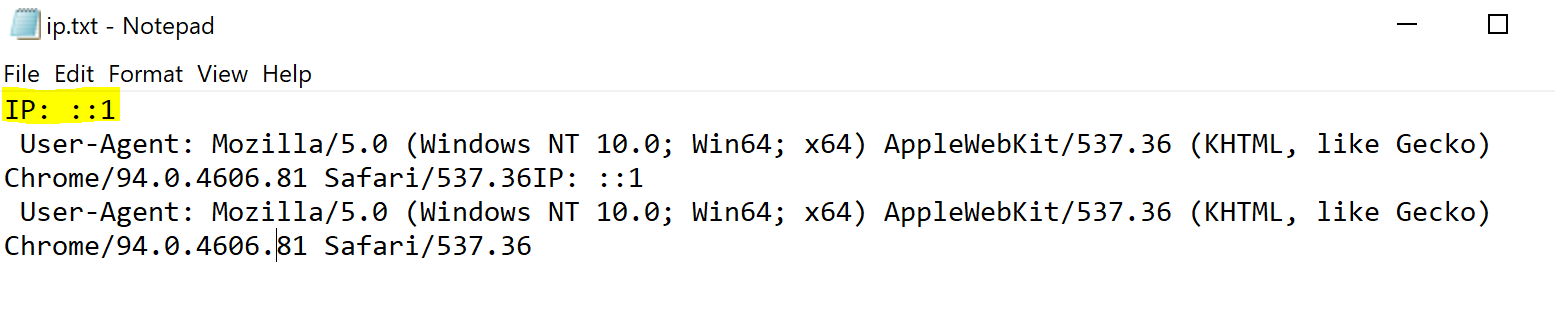 ip.txt - Notepad
File Edit Format View Help
IP: ::1
 User-Agent: Mozilla/5.0 (Windows NT 10.0; Win64; x64) AppleWebKit/537.36 (KHTML, like Gecko)
Chrome/94.0.4606.81 Safari/537.36IP: ::1
 User-Agent: Mozilla/5.0 (Windows NT 10.0; Win64; x64) AppleWebKit/537.36 (KHTML, like Gecko)
Chrome/94.0.4606.81 Safari/537.36